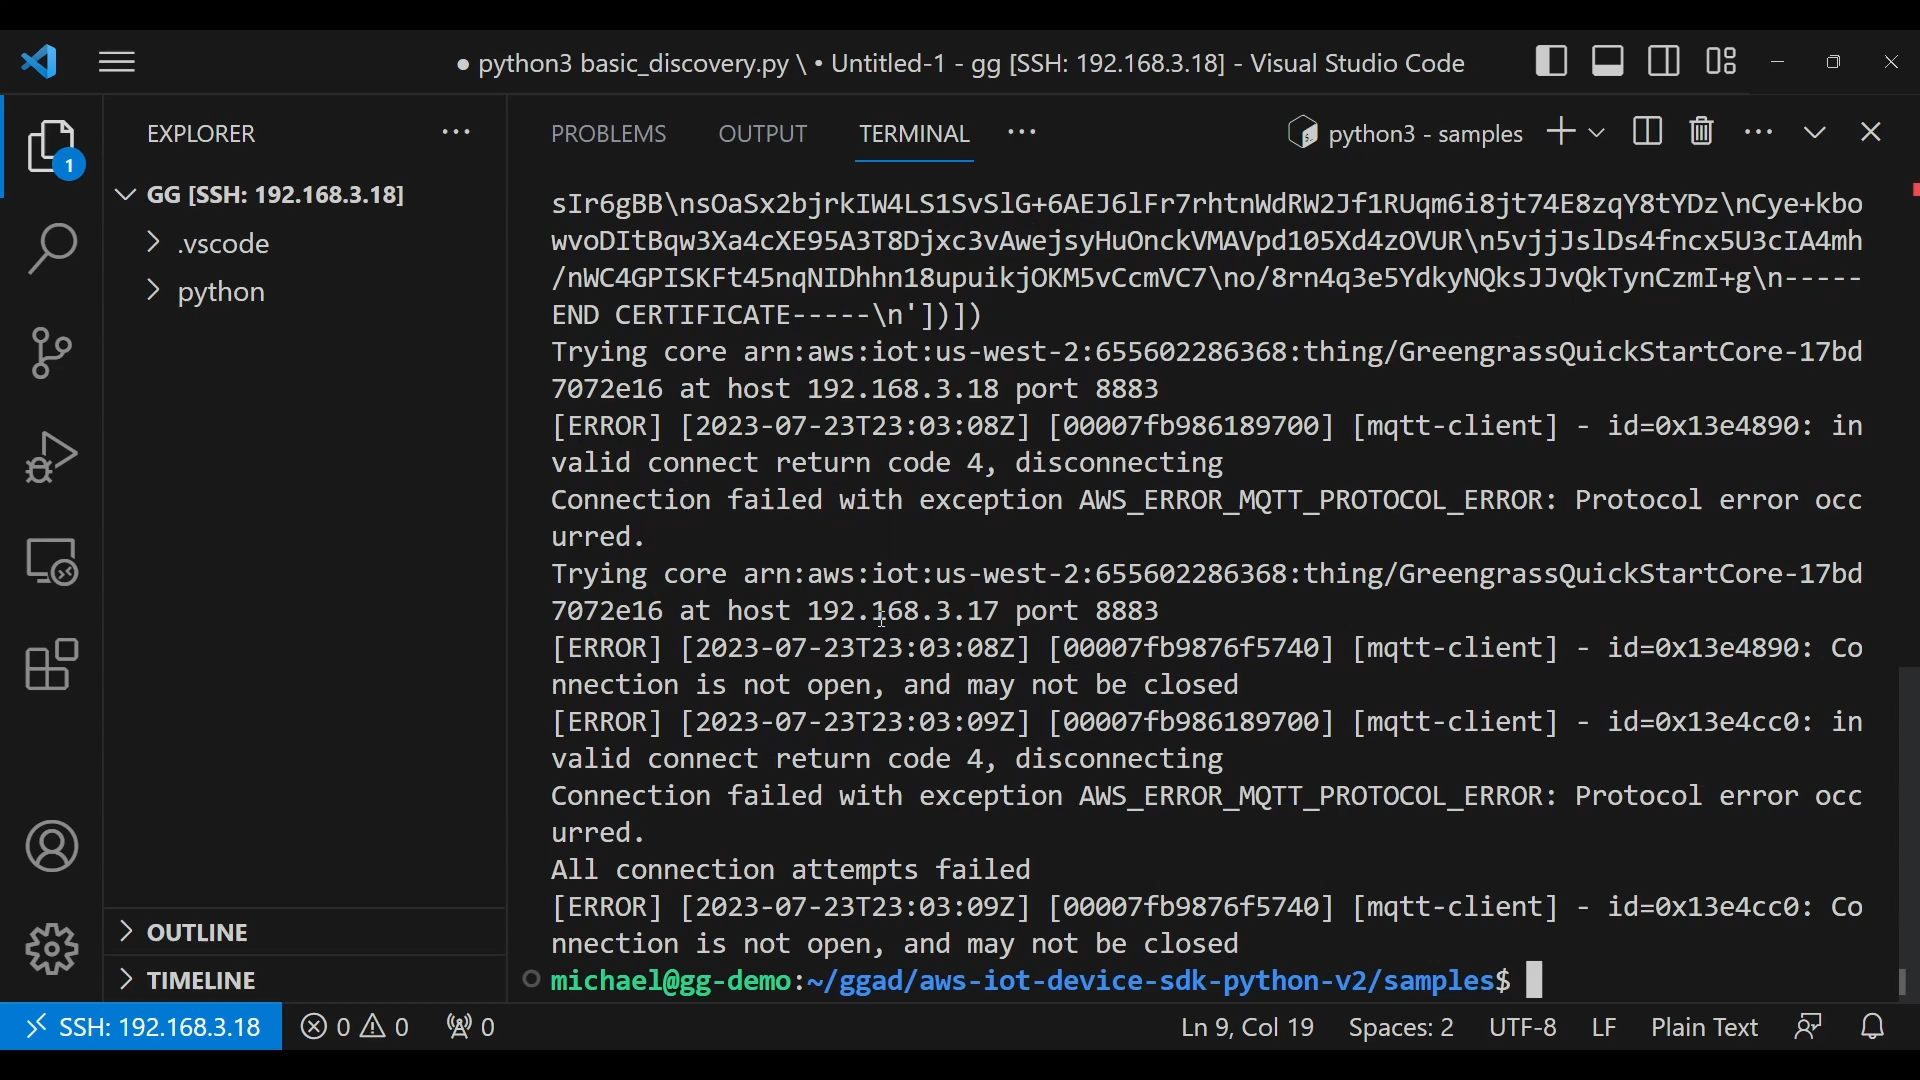 ● python3 basic_discovery.py \ • Untitled-1 - gg [SSH: 192.168.3.18] - Visual Studio Code
EXPLORER
PROBLEMS OUTPUT TERMINAL
python3 - samples
1
GG [SSH: 192.168.3.18]
.vscode
python
sIr6gBB\nsOaSx2bjrkIW4LS1SvSlG+6AEJ6lFr7rhtnWdRW2Jf1RUqm6i8jt74E8zqY8tYDz\nCye+kbo
wvoDItBqw3Xa4cXE95A3T8Djxc3vAwejsyHuOnckVMAVpd105Xd4zOVUR\n5vjjJslDs4fncx5U3cIA4mh
/nWC4GPISKFt45nqNIDhhn18upuikjOKM5vCcmVC7\no/8rn4q3e5YdkyNQksJJvQkTynCzmI+g\n-----
END CERTIFICATE-----\n'])])
Trying core arn:aws:iot:us-west-2:655602286368:thing/GreengrassQuickStartCore-17bd
7072e16 at host 192.168.3.18 port 8883
[ERROR] [2023-07-23T23:03:08Z] [00007fb986189700] [mqtt-client] - id=0x13e4890: in
valid connect return code 4, disconnecting
Connection failed with exception AWS_ERROR_MQTT_PROTOCOL_ERROR: Protocol error occ
urred.
Trying core arn:aws:iot:us-west-2:655602286368:thing/GreengrassQuickStartCore-17bd
7072e16 at host 192.168.3.17 port 8883
[ERROR] [2023-07-23T23:03:08Z] [00007fb9876f5740] [mqtt-client] - id=0x13e4890: Co
nnection is not open, and may not be closed
[ERROR] [2023-07-23T23:03:09Z] [00007fb986189700] [mqtt-client] - id=0x13e4cc0: in
valid connect return code 4, disconnecting
Connection failed with exception AWS_ERROR_MQTT_PROTOCOL_ERROR: Protocol error occ
urred.
All connection attempts failed
[ERROR] [2023-07-23T23:03:09Z] [00007fb9876f5740] [mqtt-client] - id=0x13e4cc0: Co
nnection is not open, and may not be closed
michael@gg-demo:~/ggad/aws-iot-device-sdk-python-v2/samples$
OUTLINE
TIMELINE
SSH: 192.168.3.18 0 0 0 Ln 9, Col 19 Spaces: 2 UTF-8 LF Plain Text